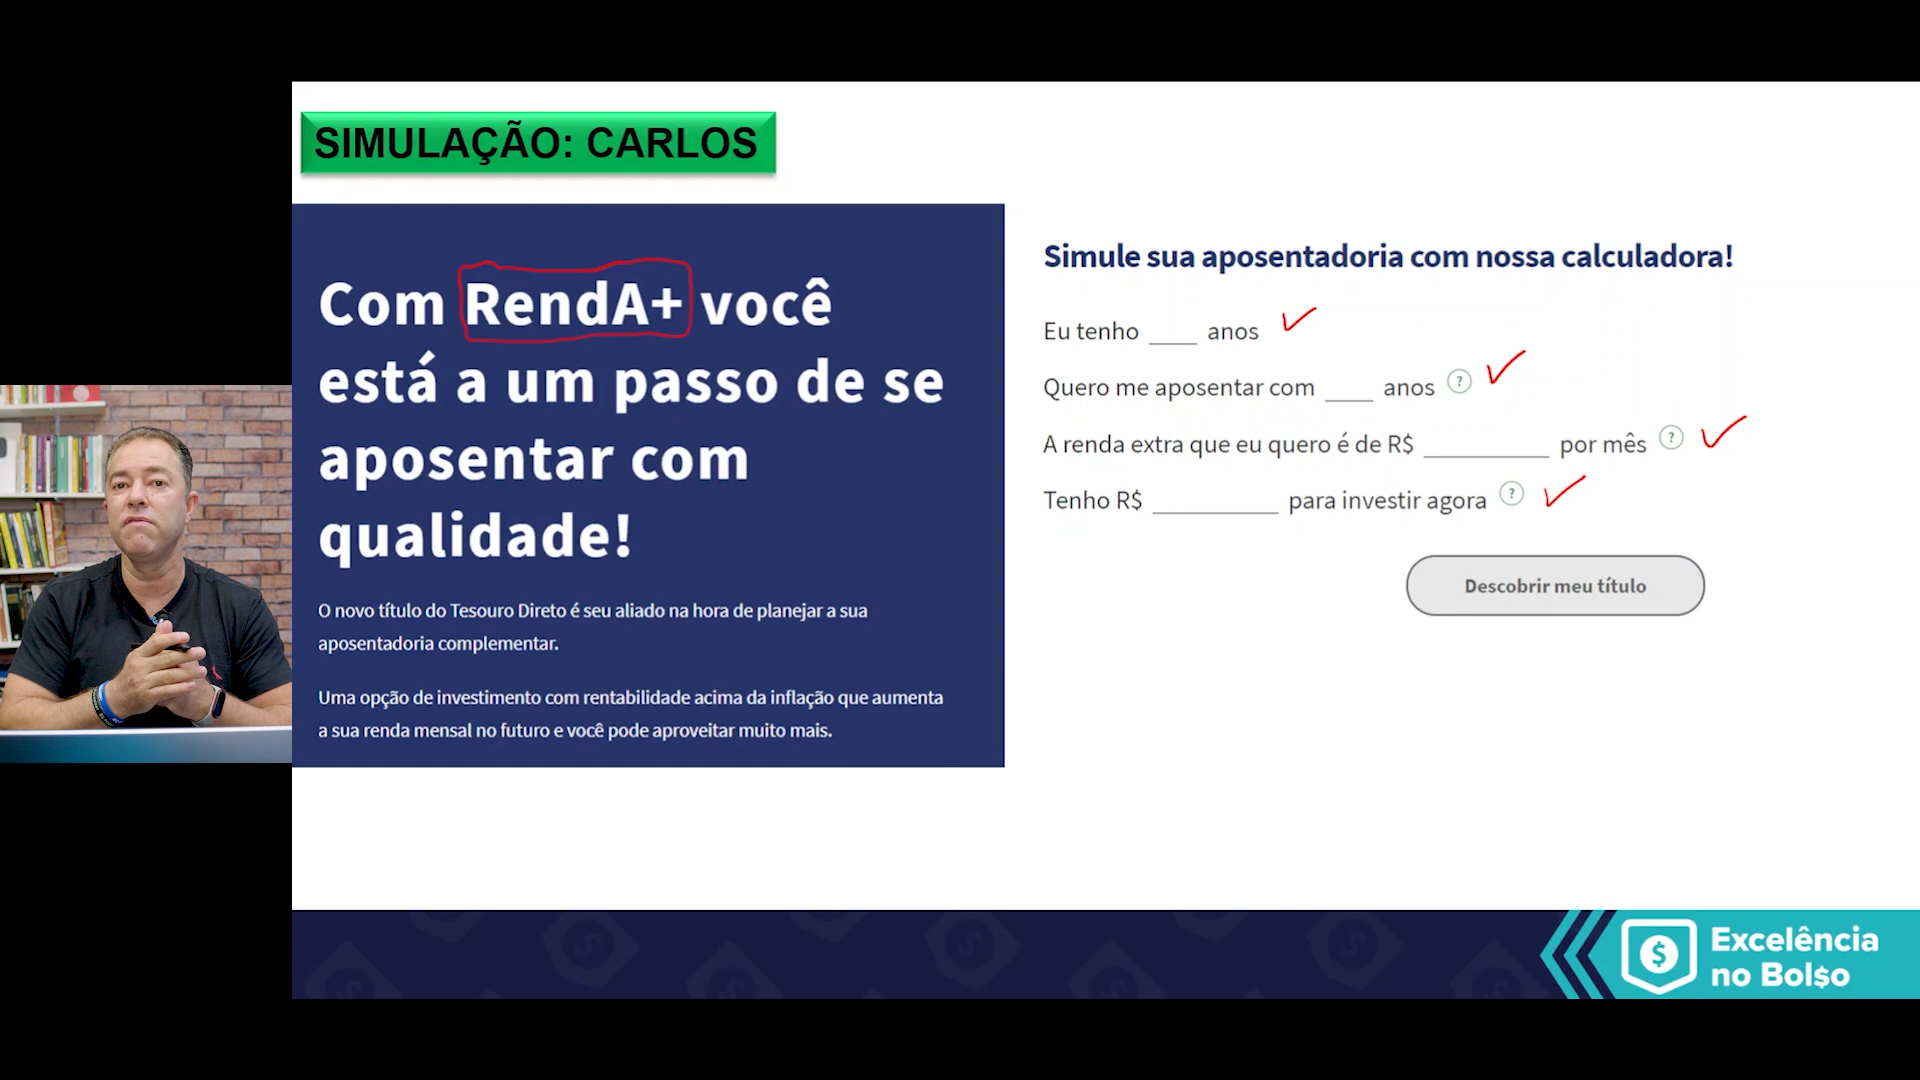 SIMULAÇÃO: CARLOS
Com RendA+ você
está a um passo de se
aposentar com
qualidade!
O novo título do Tesouro Direto é seu aliado na hora de planejar a sua
aposentadoria complementar.
Uma opção de investimento com rentabilidade acima da inflação que aumenta
a sua renda mensal no futuro e você pode aproveitar muito mais.
Simule sua aposentadoria com nossa calculadora!
Eu tenho ____ anos
Quero me aposentar com ____ anos ?
A renda extra que eu quero é de R$ __________ por mês ?
Tenho R$ __________ para investir agora ?
Descobrir meu título
Excelência
no Bol$o